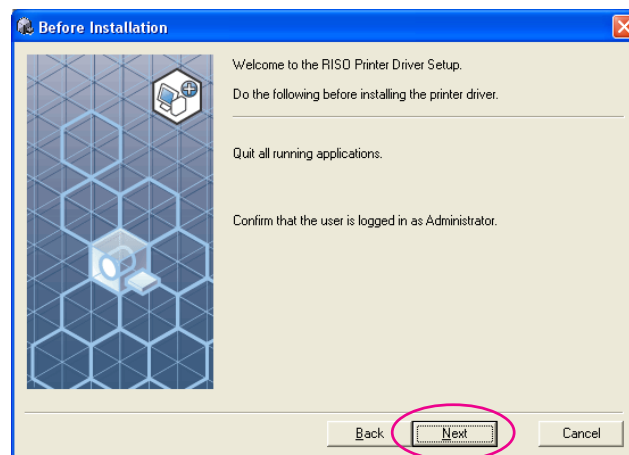 Before Installation
Welcome to the RISO Printer Driver Setup.
Do the following before installing the printer driver.
Quit all running applications.
Confirm that the user is logged in as Administrator.
Back
Next
Cancel